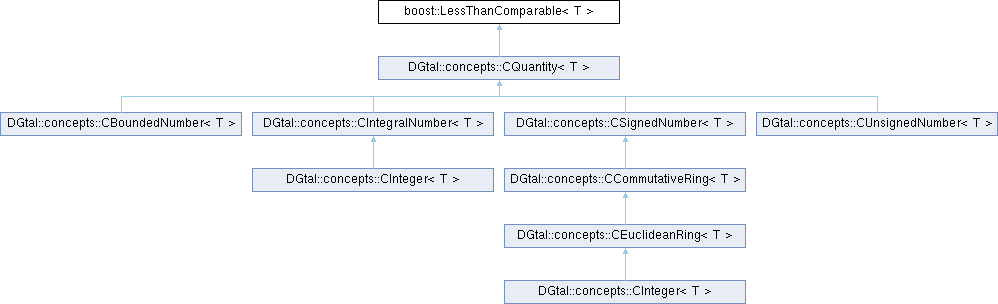 boost::LessThanComparable< T >
DGtal::concepts::CQuantity< T >
DGtal::concepts::CBoundedNumber< T >
DGtal::concepts::CIntegralNumber< T >
DGtal::concepts::CSignedNumber< T >
DGtal::concepts::CUnsignedNumber< T >
DGtal::concepts::CInteger< T >
DGtal::concepts::CCommutativeRing< T >
DGtal::concepts::CEuclideanRing< T >
DGtal::concepts::CInteger< T >